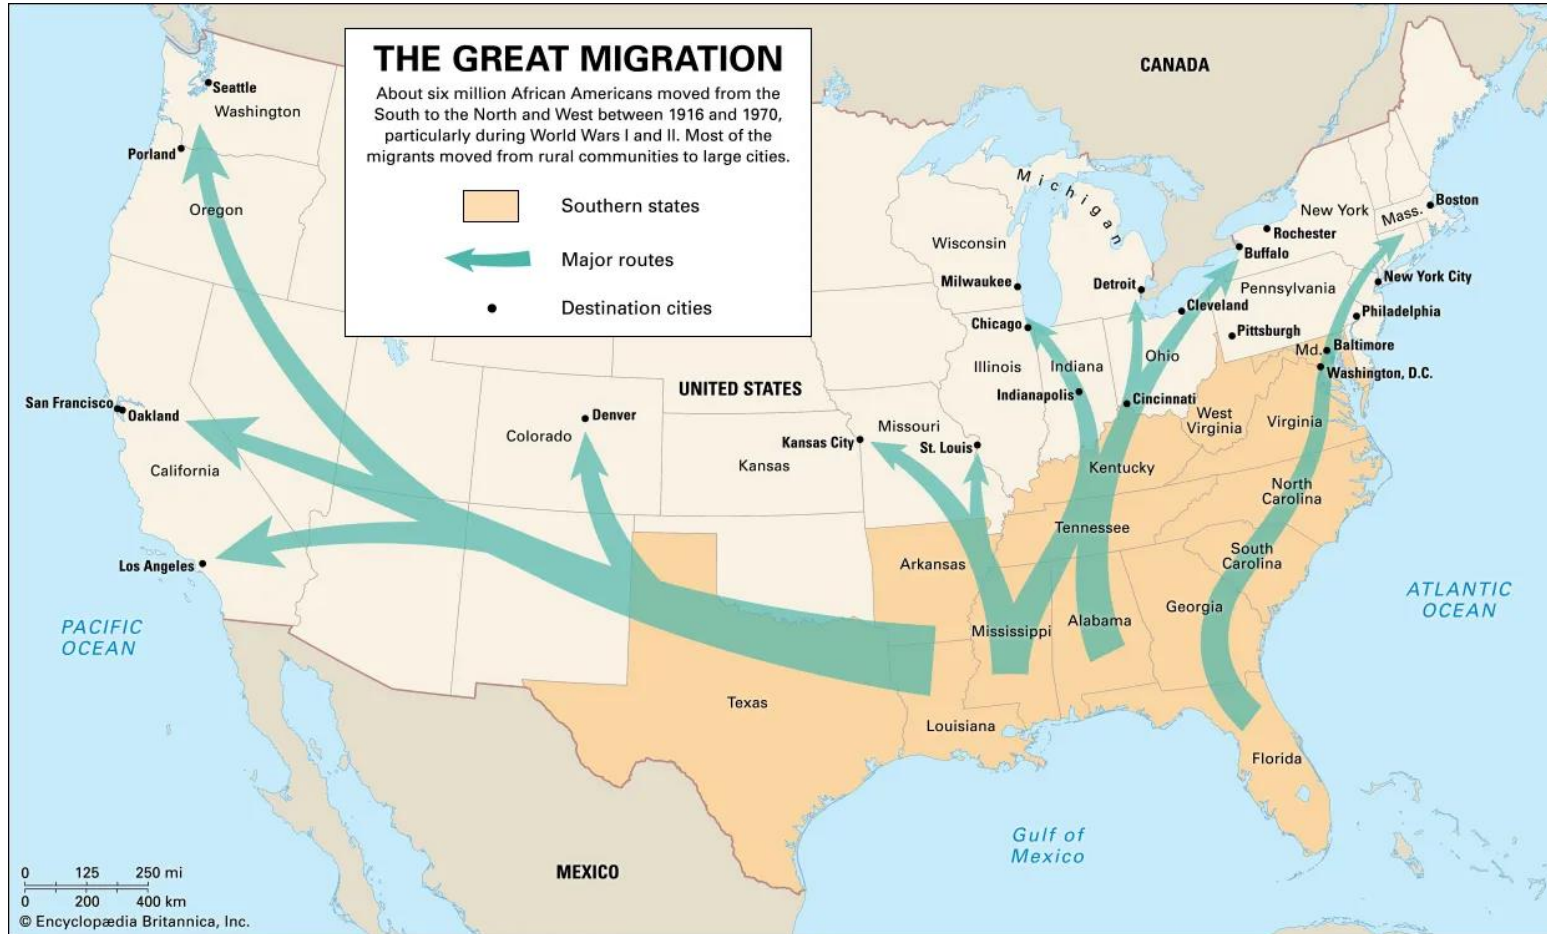 THE GREAT MIGRATION
About six million African Americans moved from the
South to the North and West between 1916 and 1970,
particularly during World Wars I and II. Most of the
migrants moved from rural communities to large cities.
Southern states
Major routes
Destination cities
CANADA
Seattle
Washington
Porland
Oregon
Michigan
Wisconsin
Milwaukee
Detroit
Chicago
New York
Mass.
Boston
Rochester
Buffalo
New York City
Pennsylvania
Cleveland
Philadelphia
Pittsburgh
Md.
Baltimore
Washington, D.C.
Illinois
Indiana
Ohio
Indianapolis
Cincinnati
West
Virginia
Virginia
UNITED STATES
San Francisco
Oakland
California
Denver
Colorado
Kansas City
Kansas
Missouri
St. Louis
Kentucky
North
Carolina
Tennessee
South
Carolina
Los Angeles
Arkansas
Georgia
Alabama
Mississippi
ATLANTIC
OCEAN
PACIFIC
OCEAN
Texas
Louisiana
Florida
Gulf of
Mexico
MEXICO
0 125 250 mi
0 200 400 km
© Encyclopædia Britannica, Inc.